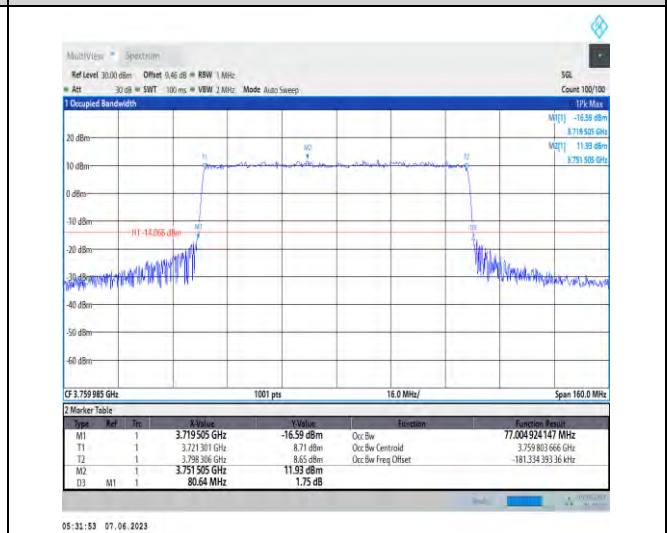 MultiView Spectrum
Ref Level 30.00 dBm Offset 0.46 dB RBW 1 MHz SGL
Att 30 dB SWT 100 ms VBW 2 MHz Mode Auto Sweep Count 100/100
1 Occupied Bandwidth 1Pk Max
M1[1] -16.59 dBm
3.719 505 GHz
M2[1] 11.93 dBm
3.751 505 GHz
20 dBm
M2
T1 T2
10 dBm
0 dBm
-10 dBm
H1 -14.066 dBm M1 D3
-20 dBm
-30 dBm
-40 dBm
-50 dBm
-60 dBm
CF 3.759 985 GHz 1001 pts 16.0 MHz/ Span 160.0 MHz
2 Marker Table
Type Ref Trc X-Value Y-Value Function Function Result
M1 1 3.719 505 GHz -16.59 dBm Occ Bw 77.004 924 147 MHz
T1 1 3.721 301 GHz 8.71 dBm Occ Bw Centroid 3.759 803 666 GHz
T2 1 3.798 306 GHz 8.65 dBm Occ Bw Freq Offset -181.334 393 36 kHz
M2 1 3.751 505 GHz 11.93 dBm
D3 M1 1 80.64 MHz 1.75 dB
05:31:53 07.06.2023